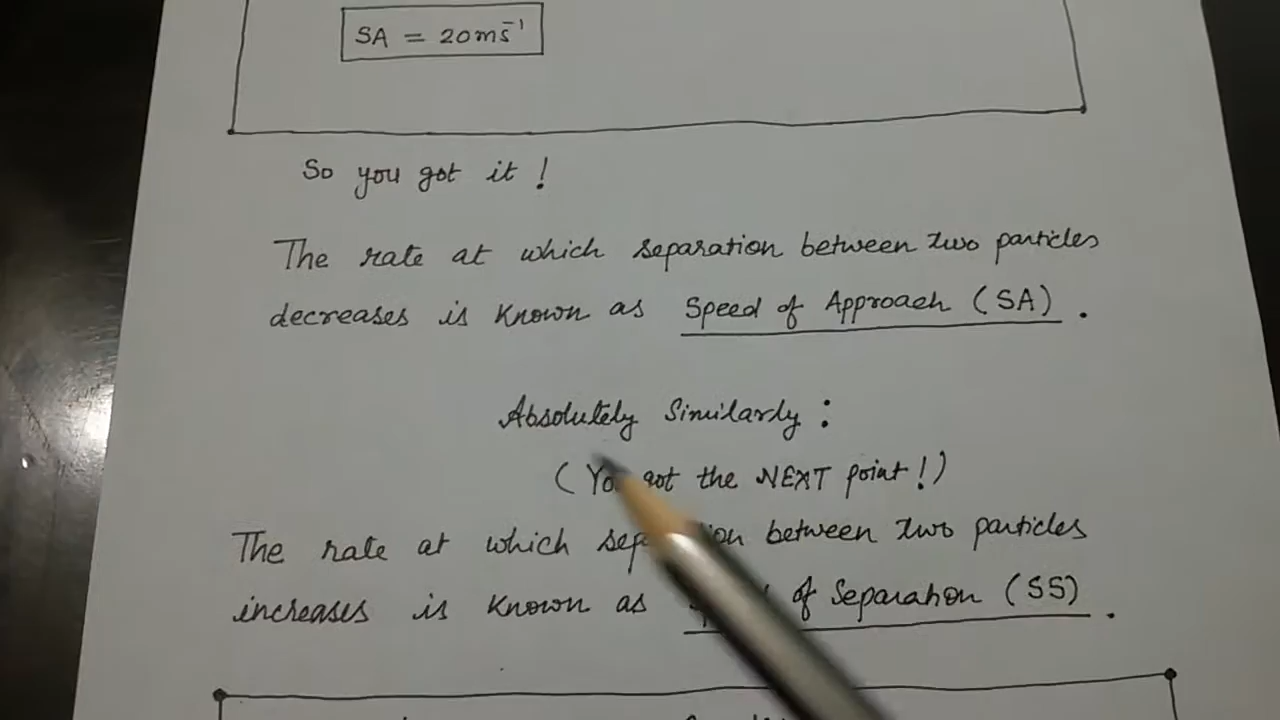 SA = 20ms⁻¹
So you got it !
The rate at which separation between two particles
decreases is known as Speed of Approach (SA) .
Absolutely Similarly :
(You got the NEXT point !)
The rate at which between two particles
increases is known as of Separation (SS) .